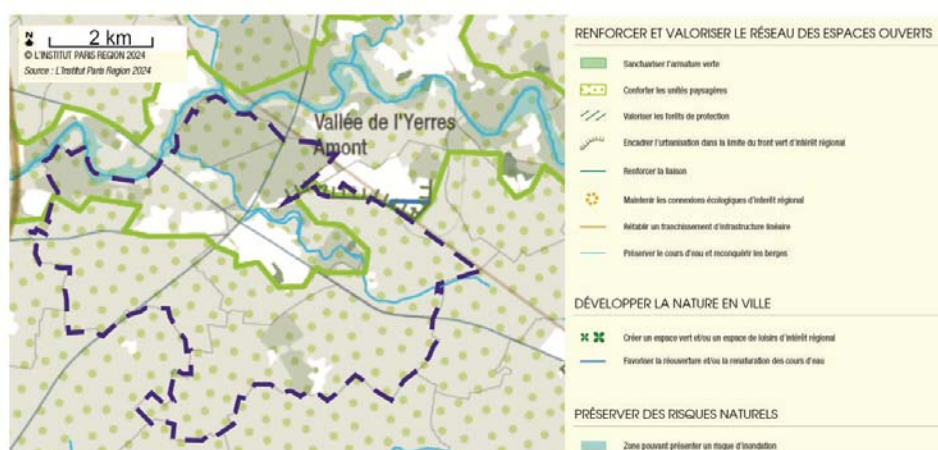 N
2 km
© L'INSTITUT PARIS REGION 2024
Source : L'Institut Paris Region 2024
Vallée de l'Yerres
Amont
RENFORCER ET VALORISER LE RÉSEAU DES ESPACES OUVERTS
Sanctuariser l'armature verte
Conforter les unités paysagères
Valoriser les forêts de protection
Encadrer l'urbanisation dans la limite du front vert d'intérêt régional
Renforcer la liaison
Maintenir les connexions écologiques d'intérêt régional
Rétablir un franchissement d'infrastructure linéaire
Préserver le cours d'eau et reconquérir les berges
DÉVELOPPER LA NATURE EN VILLE
Créer un espace vert et/ou un espace de loisirs d'intérêt régional
Favoriser la réouverture et/ou la renaturation des cours d'eau
PRÉSERVER DES RISQUES NATURELS
Zone pouvant présenter un risque d'inondation